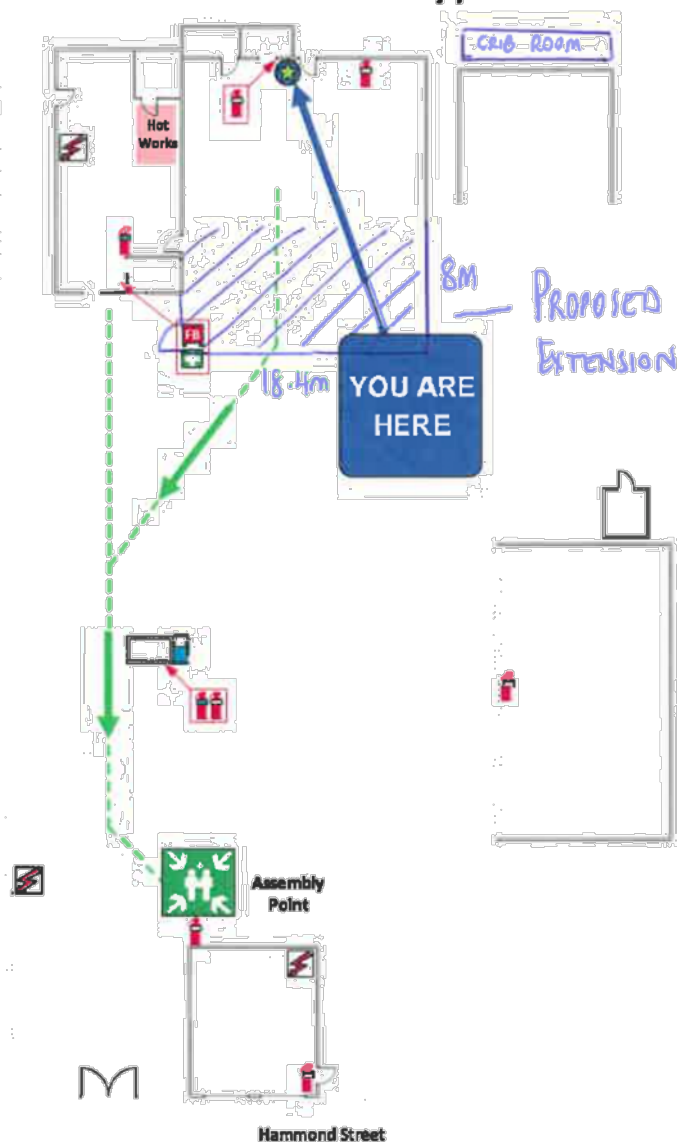 CRIB ROOM
Hot
Works
8M
PROPOSED
EXTENSION
FB
18.4m
YOU ARE
HERE
Assembly
Point
Hammond Street